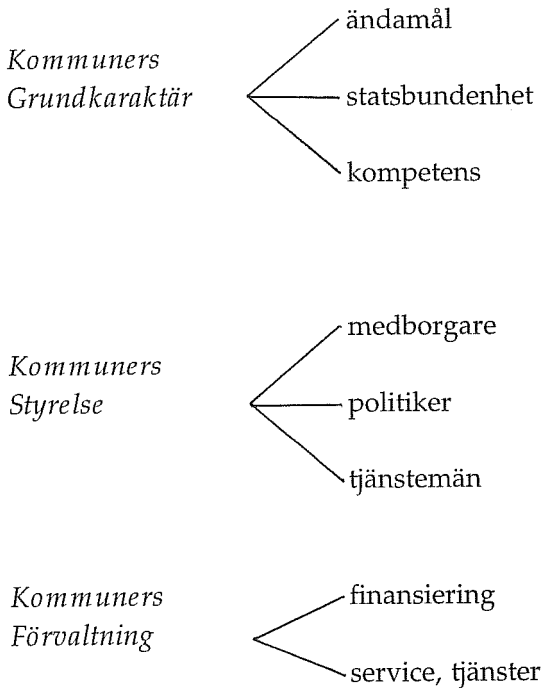 ändamål
Kommuners
Grundkaraktär
statsbundenhet
kompetens
medborgare
Kommuners
Styrelse
politiker
tjänstemän
Kommuners
finansiering
Förvaltning
service, tjänster